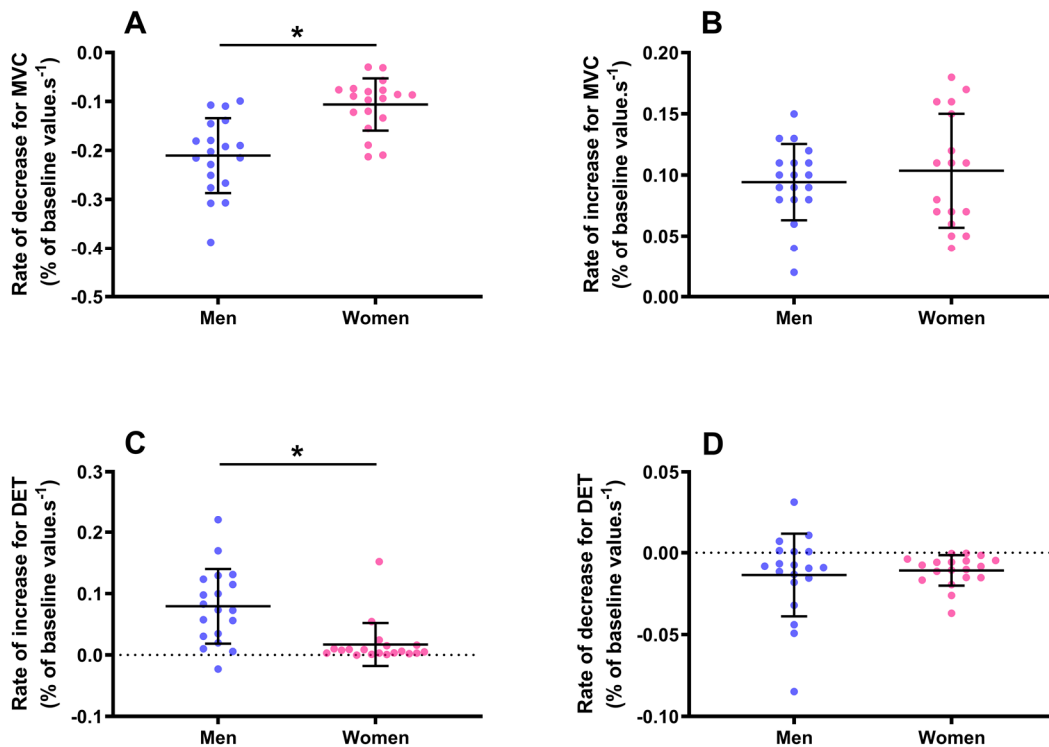 A
*
Rate of decrease for MVC
(% of baseline value.s-1)
0.0
-0.1
-0.2
-0.3
-0.4
-0.5
Men Women
B
Rate of increase for MVC
(% of baseline value.s-1)
0.20
0.15
0.10
0.05
0.00
Men Women
C
*
Rate of increase for DET
(% of baseline value.s-1)
0.3
0.2
0.1
0.0
-0.1
Men Women
D
Rate of decrease for DET
(% of baseline value.s-1)
0.05
0.00
-0.05
-0.10
Men Women